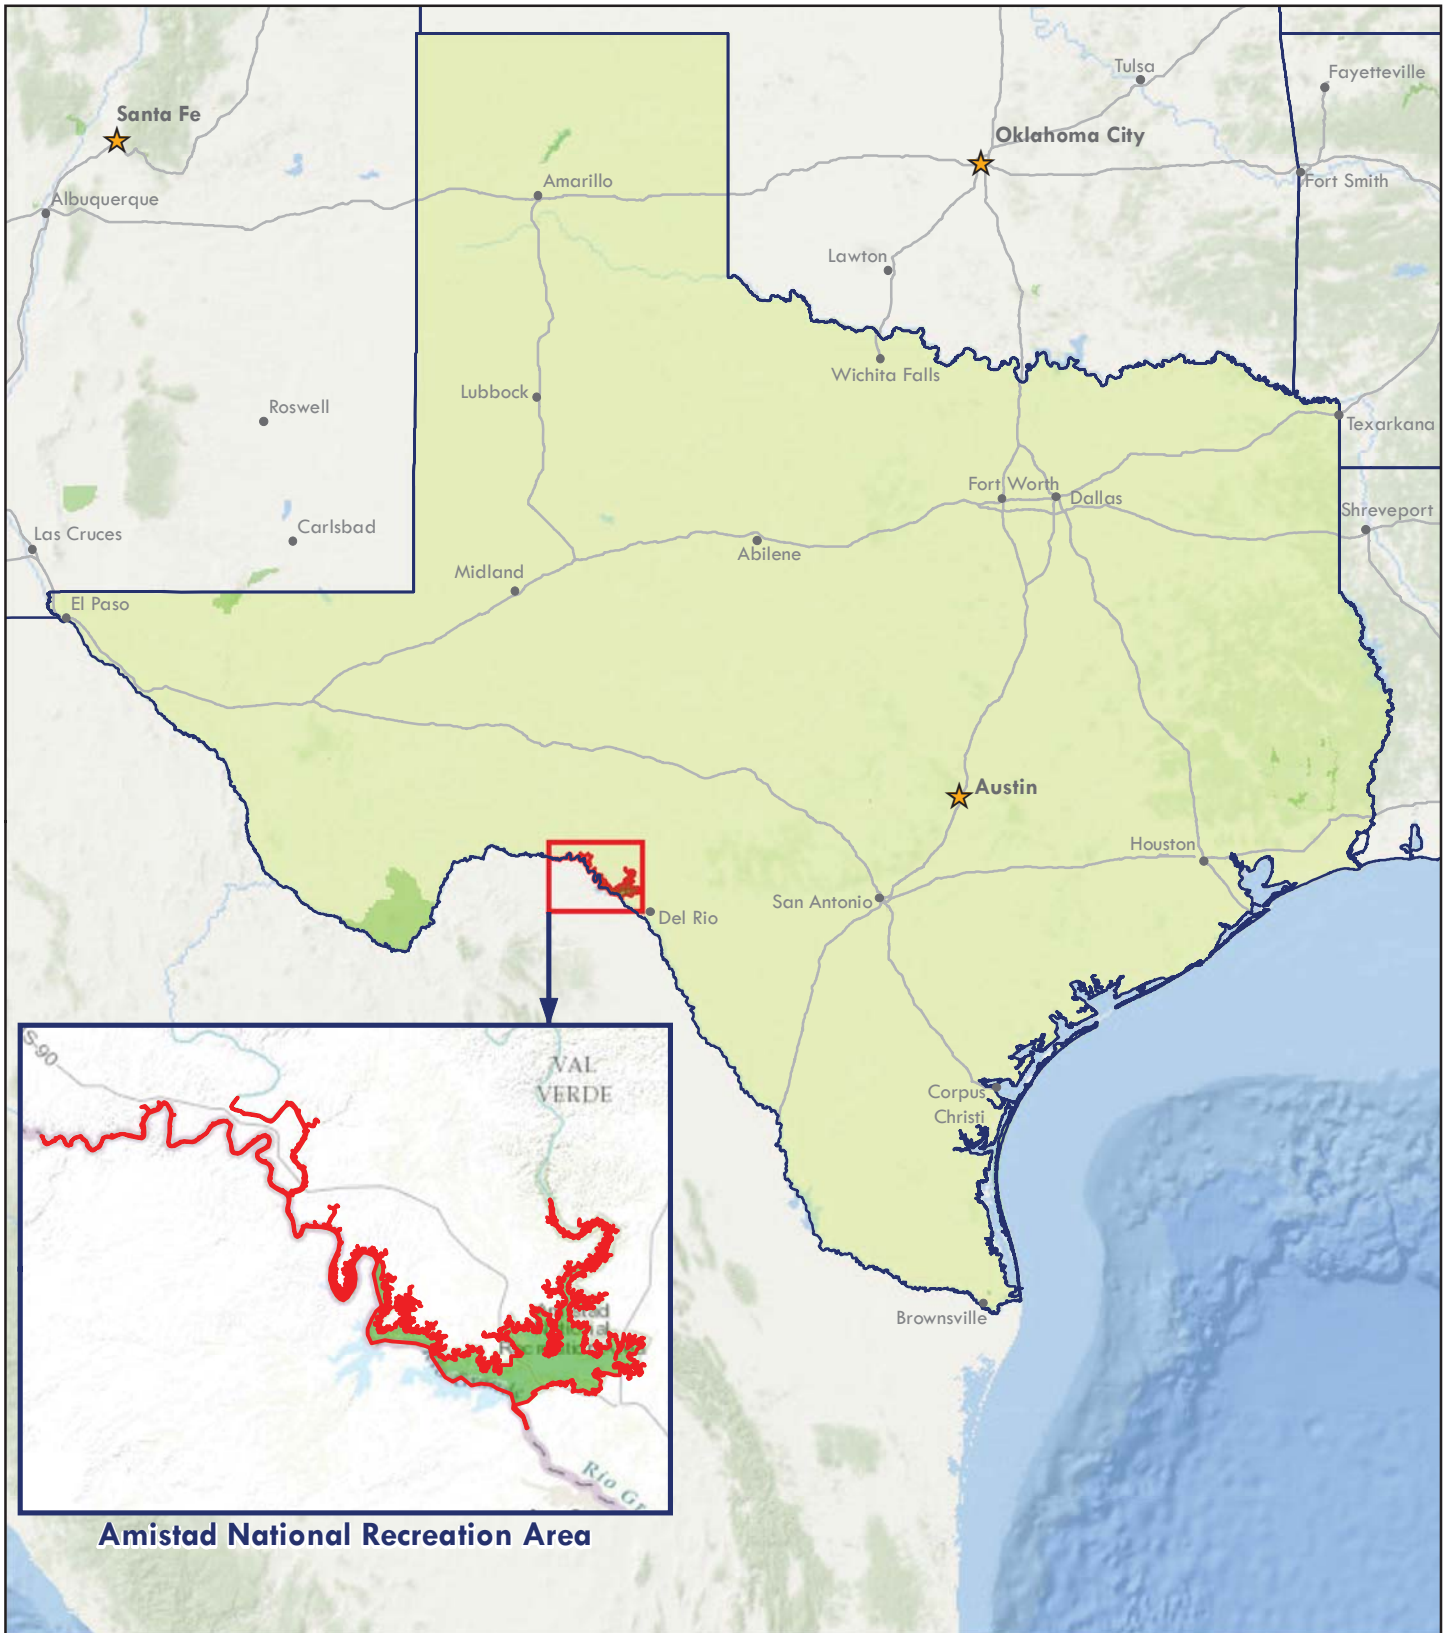 Tulsa
Fayetteville
Santa Fe
Oklahoma City
Amarillo
Fort Smith
Albuquerque
Lawton
Wichita Falls
Lubbock
Roswell
Texarkana
Fort Worth
Dallas
Shreveport
Carlsbad
Las Cruces
Abilene
Midland
El Paso
Austin
Houston
San Antonio
Del Rio
S-90
VAL
VERDE
Corpus
Christi
Brownsville
Rio Gr
Amistad National Recreation Area